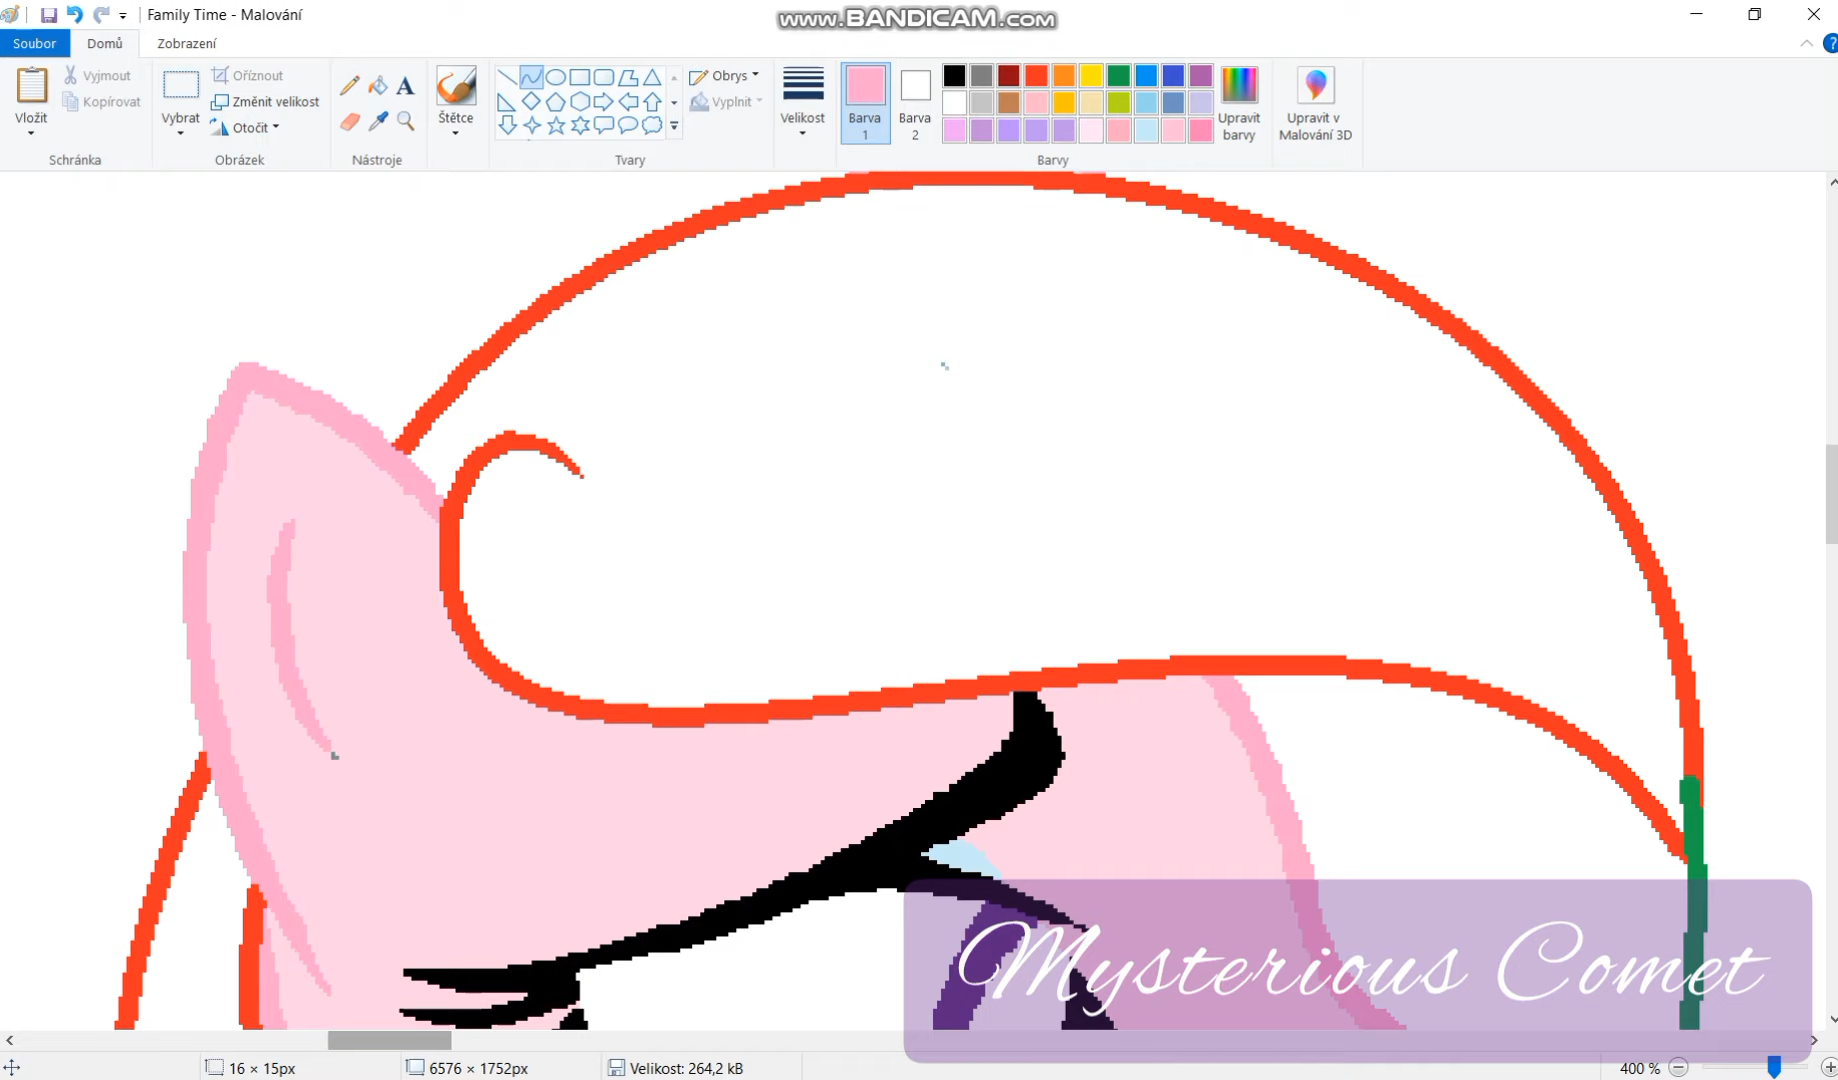 Family Time - Malování
www.BANDICAM.com
Soubor
Domů
Zobrazení
Vložit
Vyjmout
Kopírovat
Schránka
Vybrat
Oříznout
Změnit velikost
Otočit
Obrázek
A
Nástroje
Štětce
Obrys
Vyplnit
Tvary
Velikost
Barva 1
Barva 2
Upravit barvy
Barvy
Upravit v Malování 3D
?
Mysterious Comet
16 × 15px
6576 × 1752px
Velikost: 264,2 kB
400 %